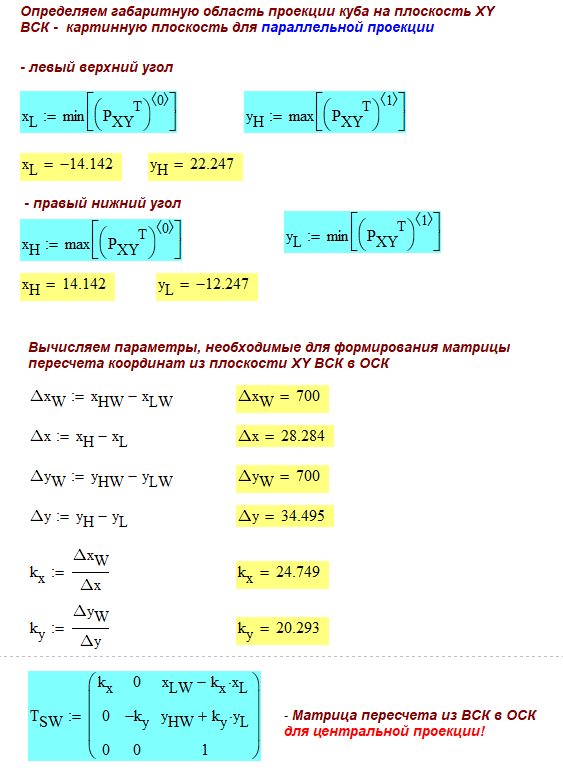 Определяем габаритную область проекции куба на плоскость XY
ВСК - картинную плоскость для параллельной проекции
- левый верхний угол
x_L := min[(P_XY^T)^⟨0⟩] y_H := max[(P_XY^T)^⟨1⟩]
x_L = −14.142 y_H = 22.247
- правый нижний угол
x_H := max[(P_XY^T)^⟨0⟩] y_L := min[(P_XY^T)^⟨1⟩]
x_H = 14.142 y_L = −12.247
Вычисляем параметры, необходимые для формирования матрицы
пересчета координат из плоскости XY ВСК в ОСК
Δx_W := x_HW − x_LW Δx_W = 700
Δx := x_H − x_L Δx = 28.284
Δy_W := y_HW − y_LW Δy_W = 700
Δy := y_H − y_L Δy = 34.495
k_x := Δx_W / Δx k_x = 24.749
k_y := Δy_W / Δy k_y = 20.293
k_x 0 x_LW − k_x·x_L
T_SW := 0 −k_y y_HW + k_y·y_L - Матрица пересчета из ВСК в ОСК
для центральной проекции!
0 0 1